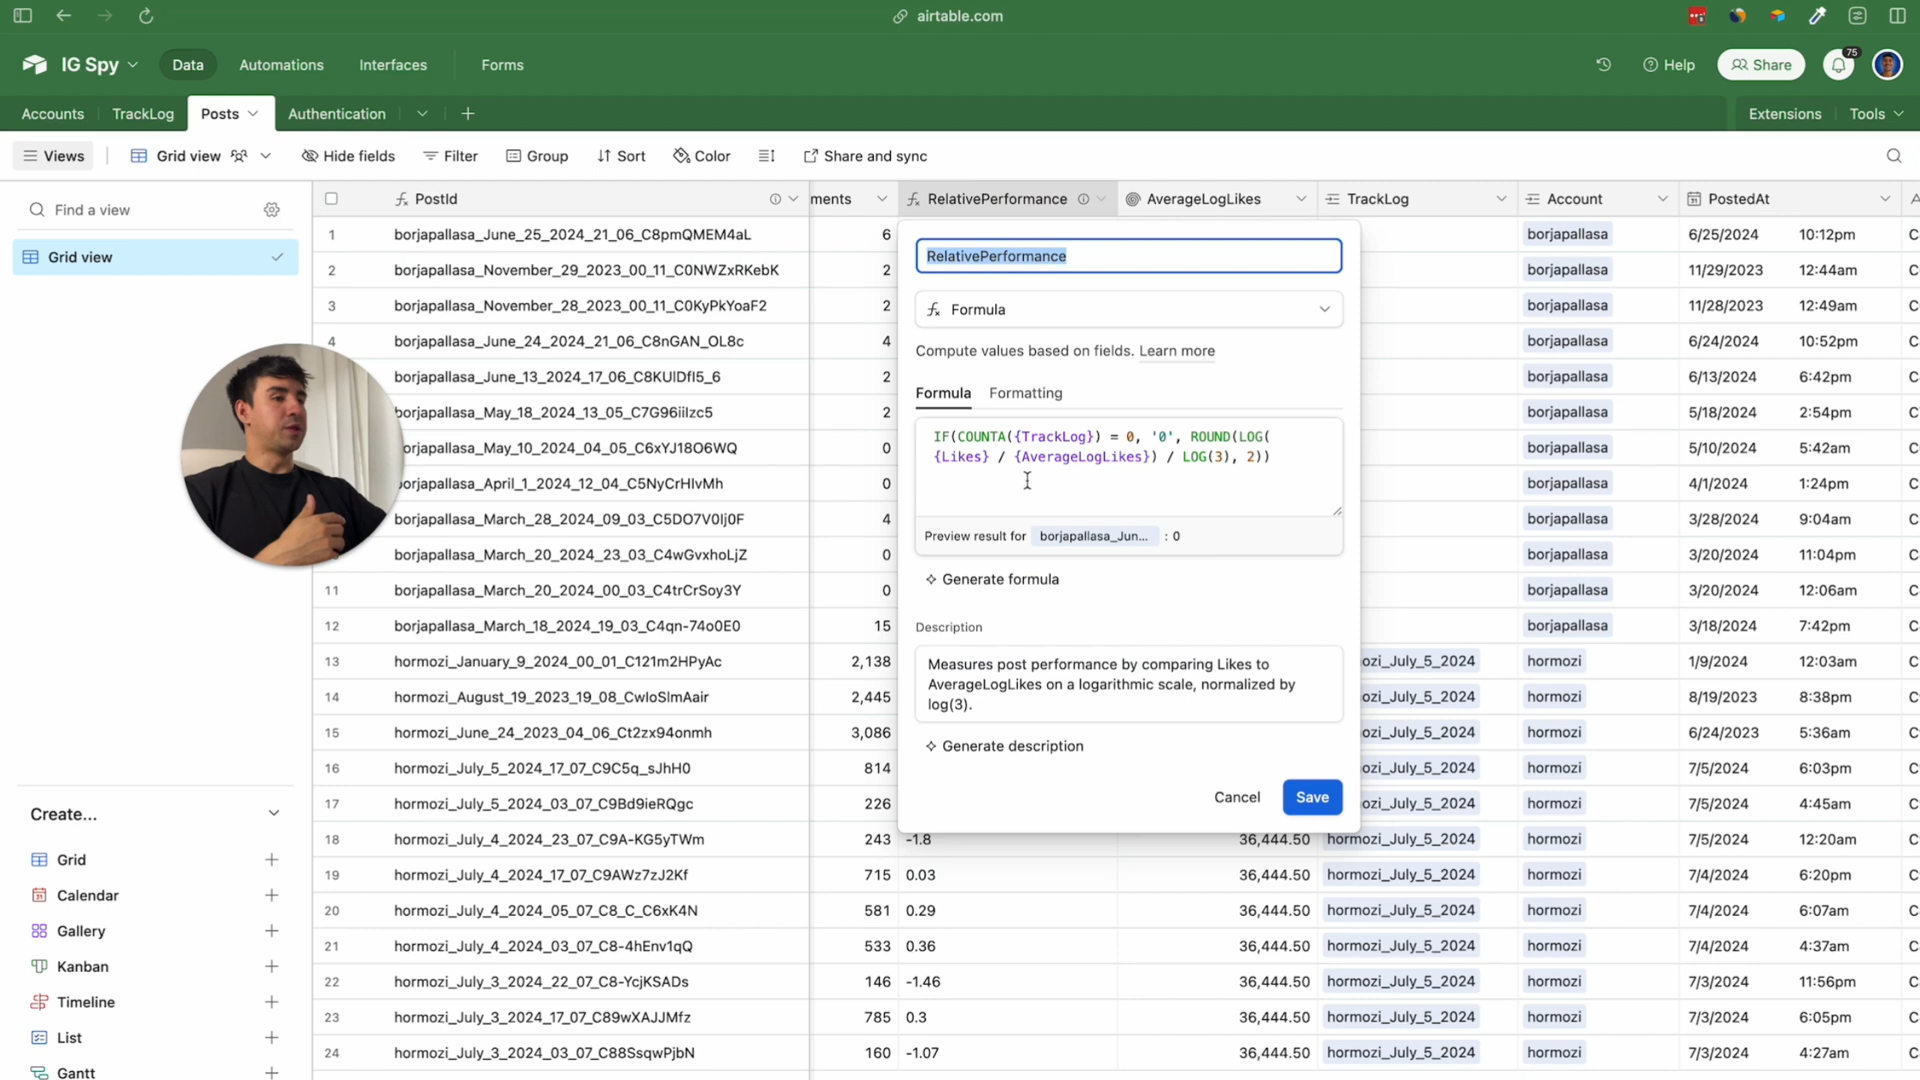 airtable.com
IG Spy
Data
Automations
Interfaces
Forms
Help
Share
75
Accounts
TrackLog
Posts
Authentication
Extensions
Tools
Views
Grid view
Hide fields
Filter
Group
Sort
Color
Share and sync
Find a view
Grid view
PostId
ments
RelativePerformance
AverageLogLikes
TrackLog
Account
PostedAt
1 borjapallasa_June_25_2024_21_06_C8pmQMEM4aL 6 borjapallasa 6/25/2024 10:12pm
2 borjapallasa_November_29_2023_00_11_C0NWZxRKebK 2 borjapallasa 11/29/2023 12:44am
3 borjapallasa_November_28_2023_00_11_C0KyPkYoaF2 2 borjapallasa 11/28/2023 12:49am
4 borjapallasa_June_24_2024_21_06_C8nGAN_OL8c 4 borjapallasa 6/24/2024 10:52pm
borjapallasa_June_13_2024_17_06_C8KUlDfI5_6 2 borjapallasa 6/13/2024 6:42pm
borjapallasa_May_18_2024_13_05_C7G96iiIzc5 2 borjapallasa 5/18/2024 2:54pm
borjapallasa_May_10_2024_04_05_C6xYJ18O6WQ 0 borjapallasa 5/10/2024 5:42am
borjapallasa_April_1_2024_12_04_C5NyCrHIvMh 0 borjapallasa 4/1/2024 1:24pm
borjapallasa_March_28_2024_09_03_C5DO7V0Ij0F 4 borjapallasa 3/28/2024 9:04am
borjapallasa_March_20_2024_23_03_C4wGvxhoLjZ 0 borjapallasa 3/20/2024 11:04pm
11 borjapallasa_March_20_2024_00_03_C4trCrSoy3Y 0 borjapallasa 3/20/2024 12:06am
12 borjapallasa_March_18_2024_19_03_C4qn-74o0E0 15 borjapallasa 3/18/2024 7:42pm
13 hormozi_January_9_2024_00_01_C121m2HPyAc 2,138 ozi_July_5_2024 hormozi 1/9/2024 12:03am
14 hormozi_August_19_2023_19_08_CwIoSlmAair 2,445 ozi_July_5_2024 hormozi 8/19/2023 8:38pm
15 hormozi_June_24_2023_04_06_Ct2zx94onmh 3,086 ozi_July_5_2024 hormozi 6/24/2023 5:36am
16 hormozi_July_5_2024_17_07_C9C5q_sJhH0 814 ozi_July_5_2024 hormozi 7/5/2024 6:03pm
17 hormozi_July_5_2024_03_07_C9Bd9ieRQgc 226 ozi_July_5_2024 hormozi 7/5/2024 4:45am
18 hormozi_July_4_2024_23_07_C9A-KG5yTWm 243 -1.8 36,444.50 hormozi_July_5_2024 hormozi 7/5/2024 12:20am
19 hormozi_July_4_2024_17_07_C9AWz7zJ2Kf 715 0.03 36,444.50 hormozi_July_5_2024 hormozi 7/4/2024 6:20pm
20 hormozi_July_4_2024_05_07_C8_C_C6xK4N 581 0.29 36,444.50 hormozi_July_5_2024 hormozi 7/4/2024 6:07am
21 hormozi_July_4_2024_03_07_C8-4hEnv1qQ 533 0.36 36,444.50 hormozi_July_5_2024 hormozi 7/4/2024 4:37am
22 hormozi_July_3_2024_22_07_C8-YcjKSADs 146 -1.46 36,444.50 hormozi_July_5_2024 hormozi 7/3/2024 11:56pm
23 hormozi_July_3_2024_17_07_C89wXAJJMfz 785 0.3 36,444.50 hormozi_July_5_2024 hormozi 7/3/2024 6:05pm
24 hormozi_July_3_2024_03_07_C88SsqwPjbN 160 -1.07 36,444.50 hormozi_July_5_2024 hormozi 7/3/2024 4:27am
RelativePerformance
Formula
Compute values based on fields. Learn more
Formula
Formatting
IF(COUNTA({TrackLog}) = 0, '0', ROUND(LOG(
{Likes} / {AverageLogLikes}) / LOG(3), 2))
Preview result for borjapallasa_Jun... : 0
Generate formula
Description
Measures post performance by comparing Likes to
AverageLogLikes on a logarithmic scale, normalized by
log(3).
Generate description
Cancel
Save
Create...
Grid
Calendar
Gallery
Kanban
Timeline
List
Gantt